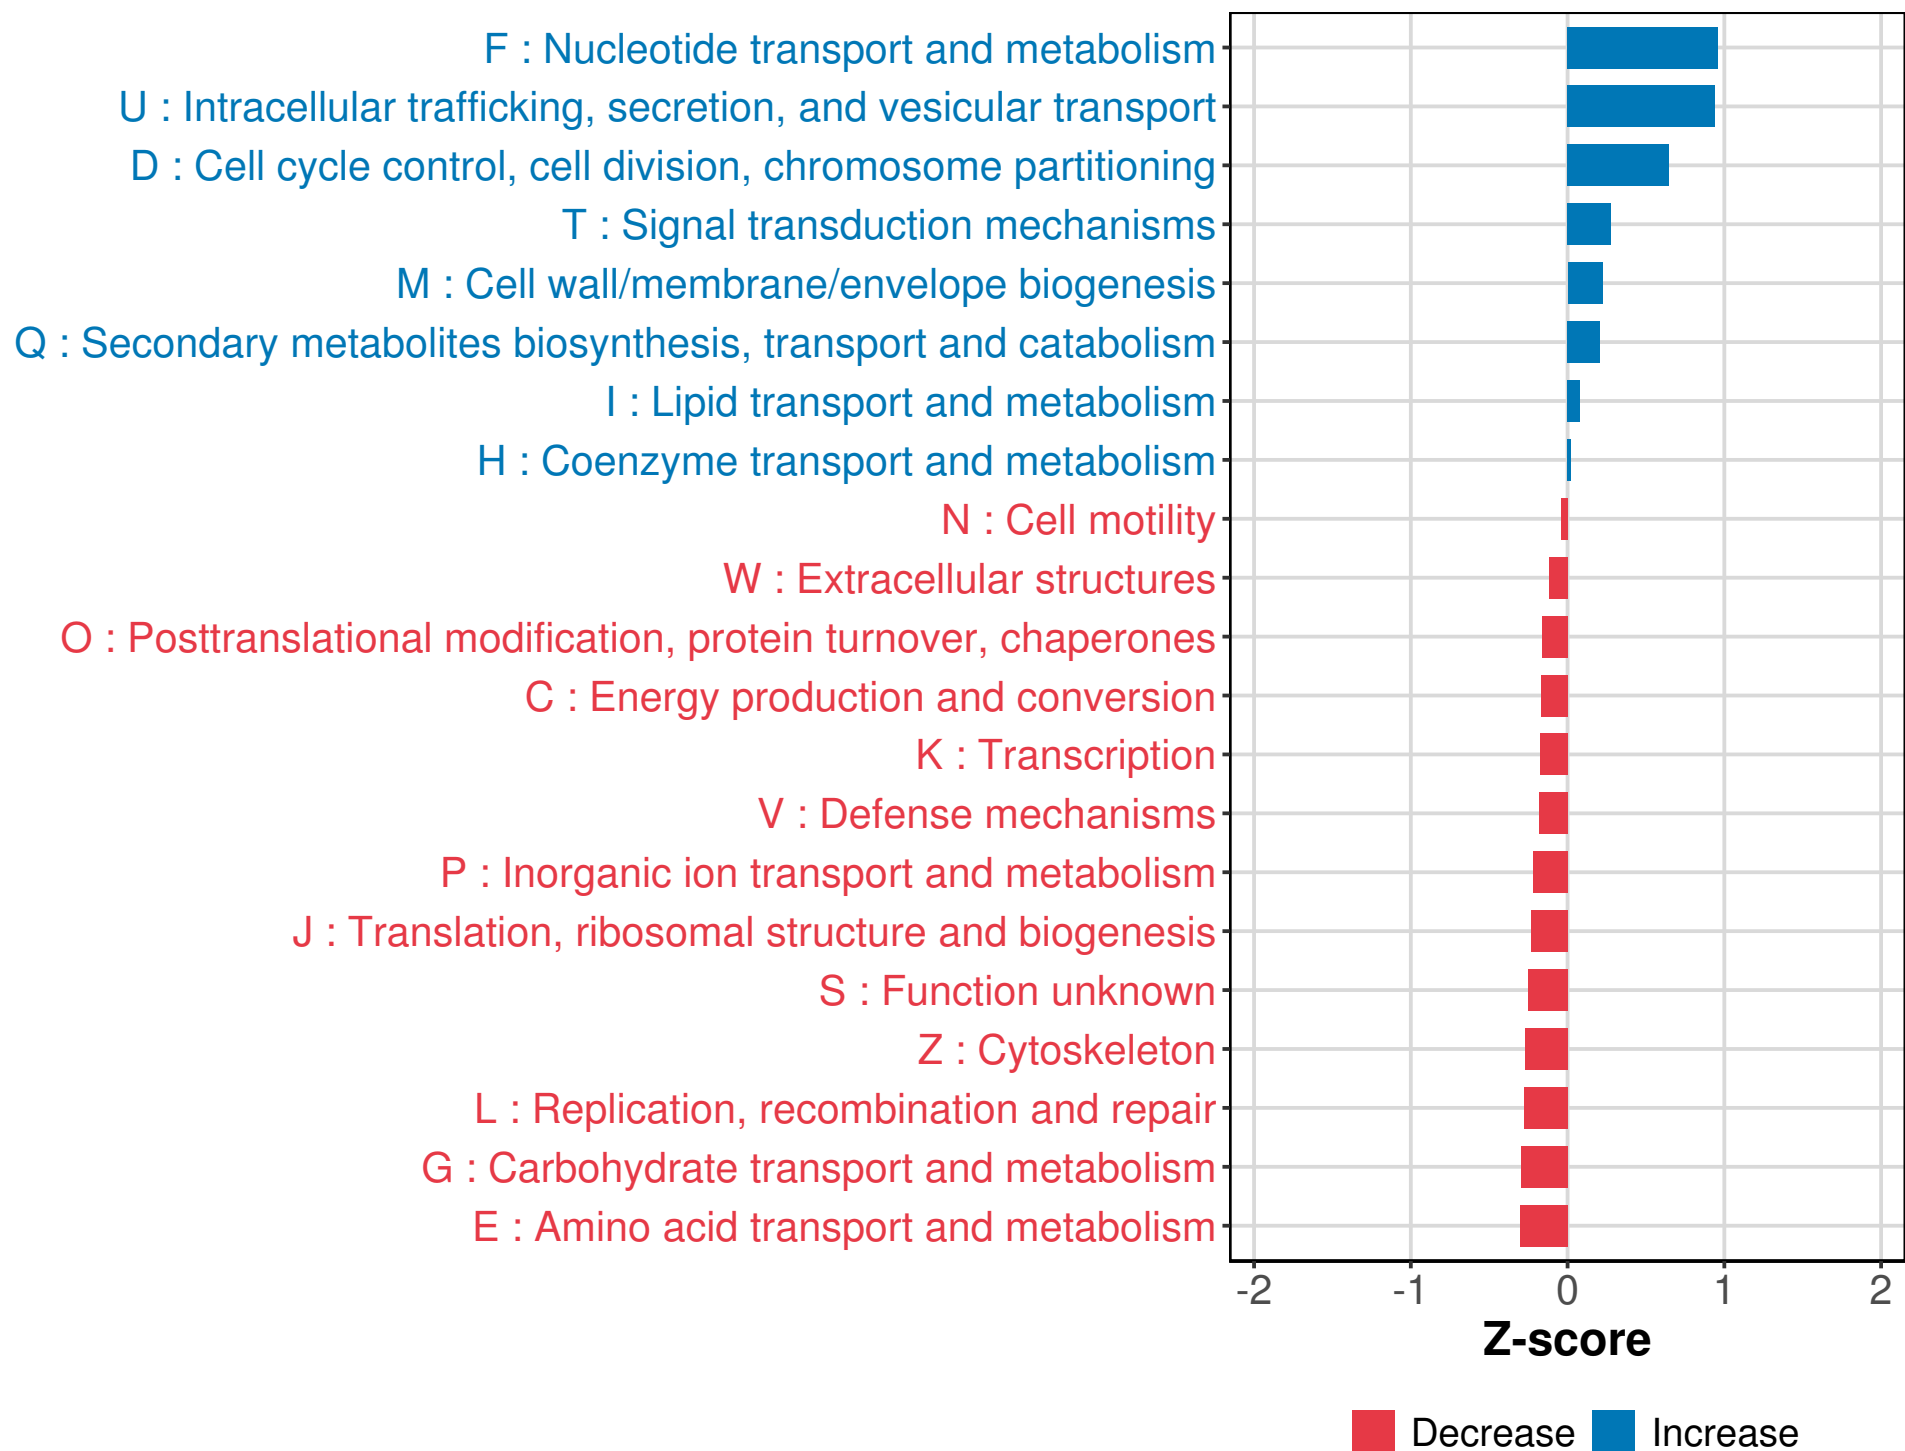 F : Nucleotide transport and metabolism
U : Intracellular trafficking, secretion, and vesicular transport
D : Cell cycle control, cell division, chromosome partitioning
T : Signal transduction mechanisms
M : Cell wall/membrane/envelope biogenesis
Q : Secondary metabolites biosynthesis, transport and catabolism
I : Lipid transport and metabolism
H : Coenzyme transport and metabolism
N : Cell motility
W : Extracellular structures
O : Posttranslational modification, protein turnover, chaperones
C : Energy production and conversion
K : Transcription
V : Defense mechanisms
P : Inorganic ion transport and metabolism
J : Translation, ribosomal structure and biogenesis
S : Function unknown
Z : Cytoskeleton
L : Replication, recombination and repair
G : Carbohydrate transport and metabolism
E : Amino acid transport and metabolism
-2 -1 0 1 2
Z-score
Decrease Increase